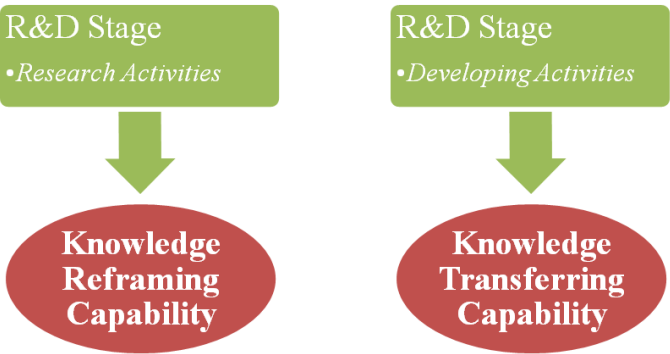 R&D Stage
•Research Activities
Knowledge
Reframing
Capability
R&D Stage
•Developing Activities
Knowledge
Transferring
Capability